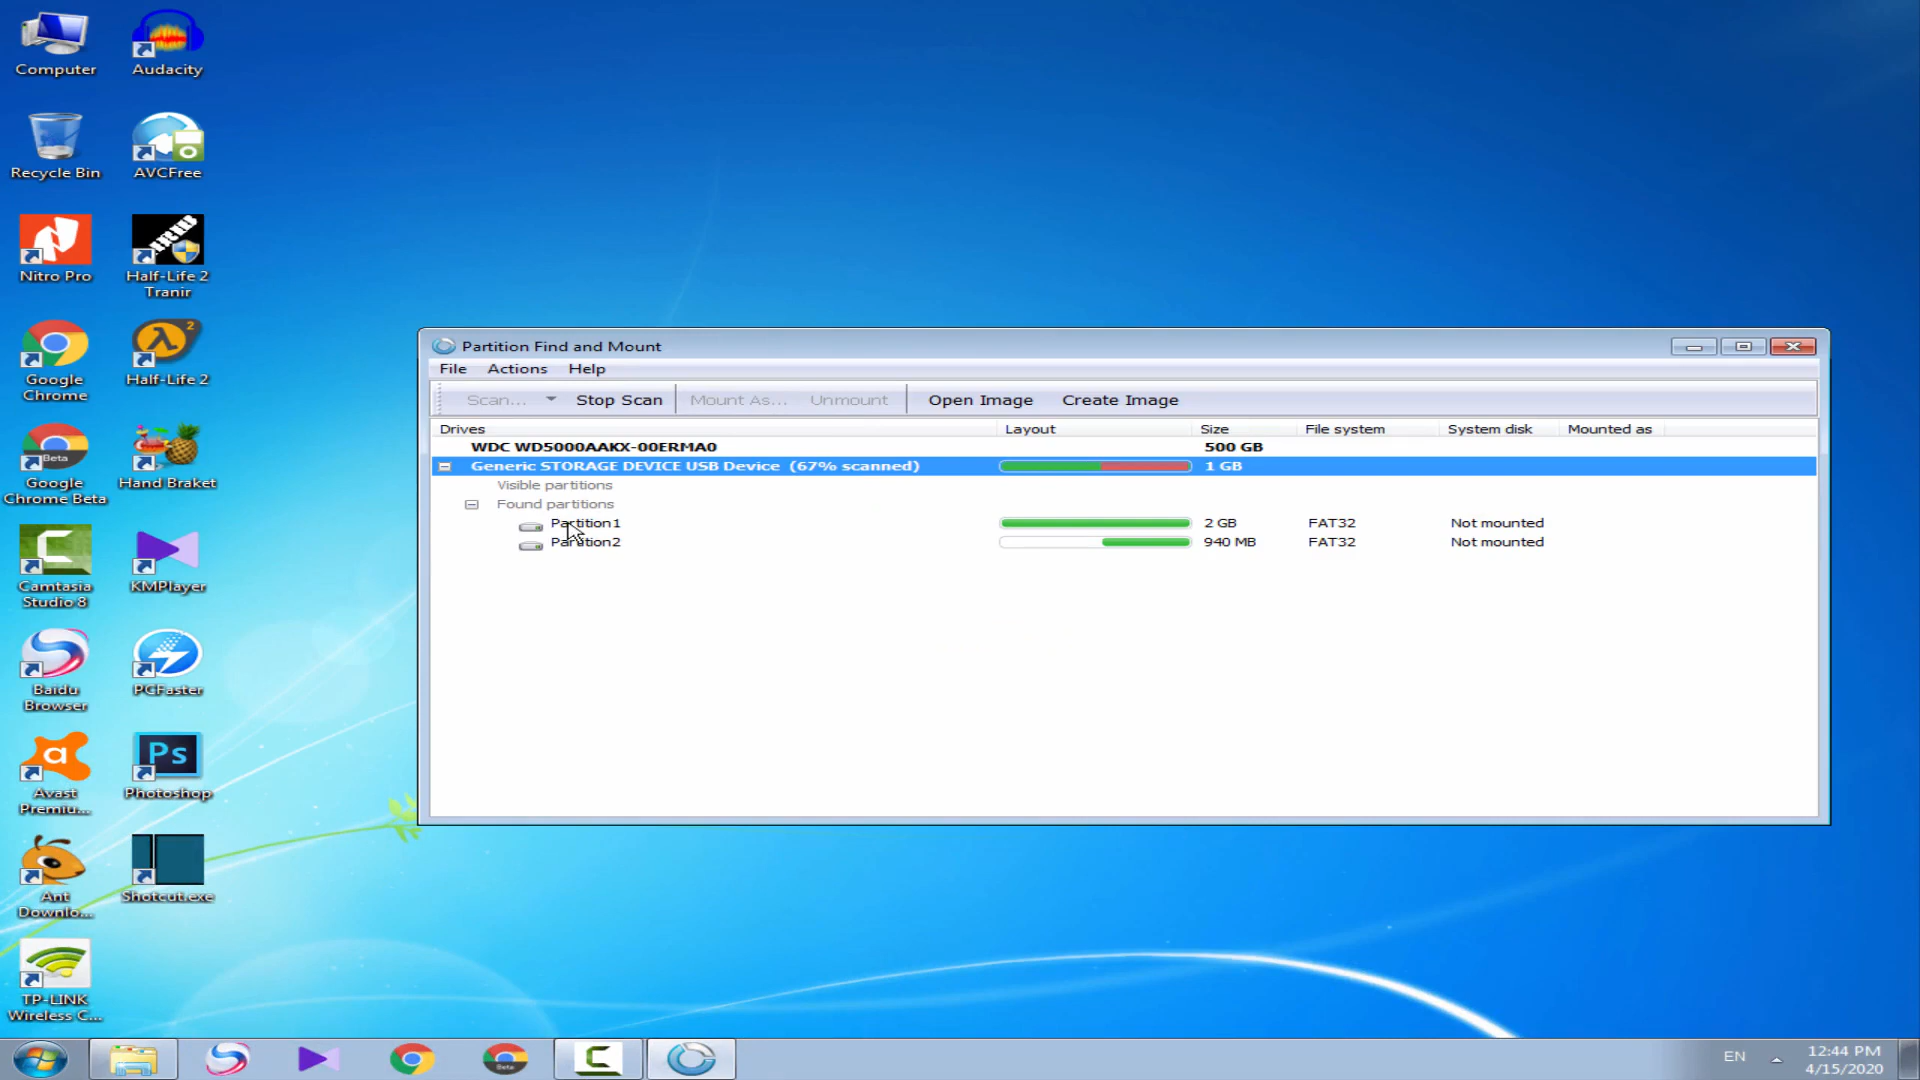 Computer
Audacity
Recycle Bin
AVCFree
Nitro Pro
Half-Life 2
Tranir
Google
Chrome
Half-Life 2
Beta
Google
Chrome Beta
Hand Braket
Camtasia
Studio 8
KMPlayer
Baidu
Browser
PCFaster
Avast
Premiu...
Ps
Photoshop
Ant
Downlo...
Shotcut.exe
TP-LINK
Wireless C...
Partition Find and Mount
File Actions Help
Scan... Stop Scan Mount As... Unmount Open Image Create Image
Drives Layout Size File system System disk Mounted as
WDC WD5000AAKX-00ERMA0 500 GB
Generic STORAGE DEVICE USB Device (67% scanned) 1 GB
Visible partitions
Found partitions
Partition1 2 GB FAT32 Not mounted
Partition2 940 MB FAT32 Not mounted
Beta
EN
12:44 PM
4/15/2020